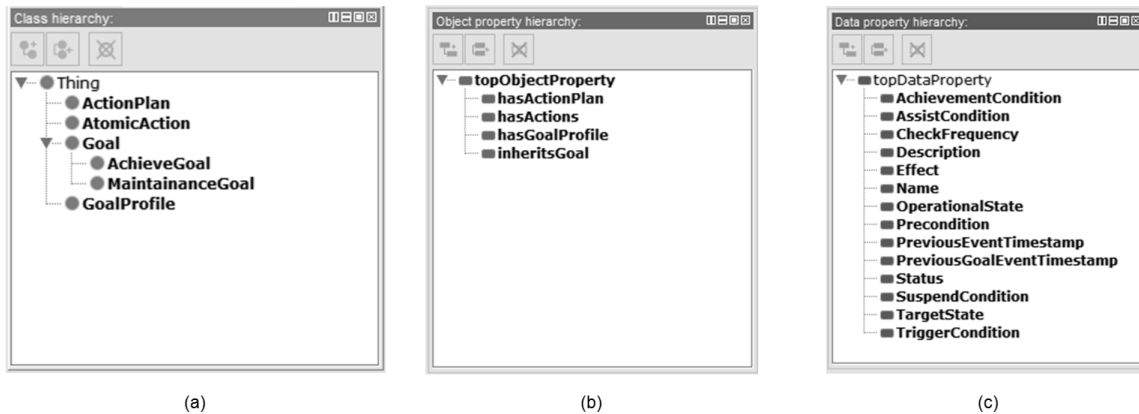 Class hierarchy:
Thing
ActionPlan
AtomicAction
Goal
AchieveGoal
MaintainanceGoal
GoalProfile
(a)
Object property hierarchy:
topObjectProperty
hasActionPlan
hasActions
hasGoalProfile
inheritsGoal
(b)
Data property hierarchy:
topDataProperty
AchievementCondition
AssistCondition
CheckFrequency
Description
Effect
Name
OperationalState
Precondition
PreviousEventTimestamp
PreviousGoalEventTimestamp
Status
SuspendCondition
TargetState
TriggerCondition
(c)